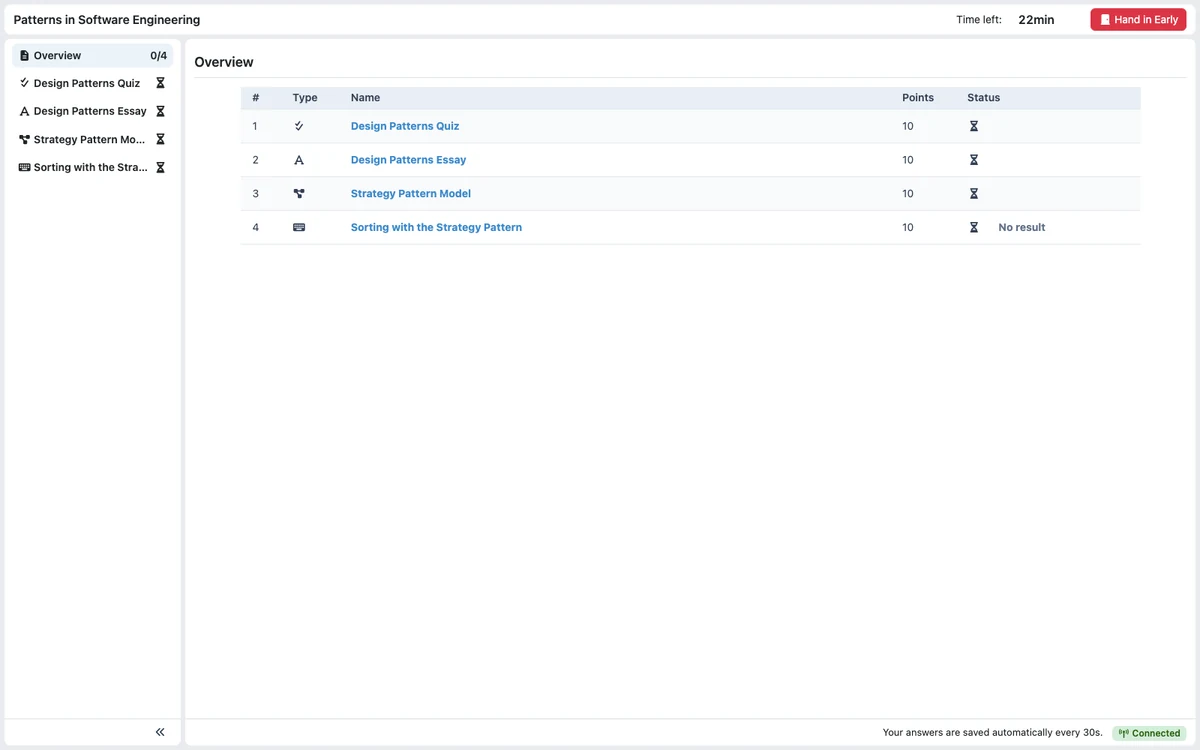 Patterns in Software Engineering
Time left: 22min
Hand in Early
Overview 0/4
Design Patterns Quiz
Design Patterns Essay
Strategy Pattern Mo...
Sorting with the Stra...
Overview
# Type Name Points Status
1 Design Patterns Quiz 10
2 Design Patterns Essay 10
3 Strategy Pattern Model 10
4 Sorting with the Strategy Pattern 10 No result
Your answers are saved automatically every 30s. Connected